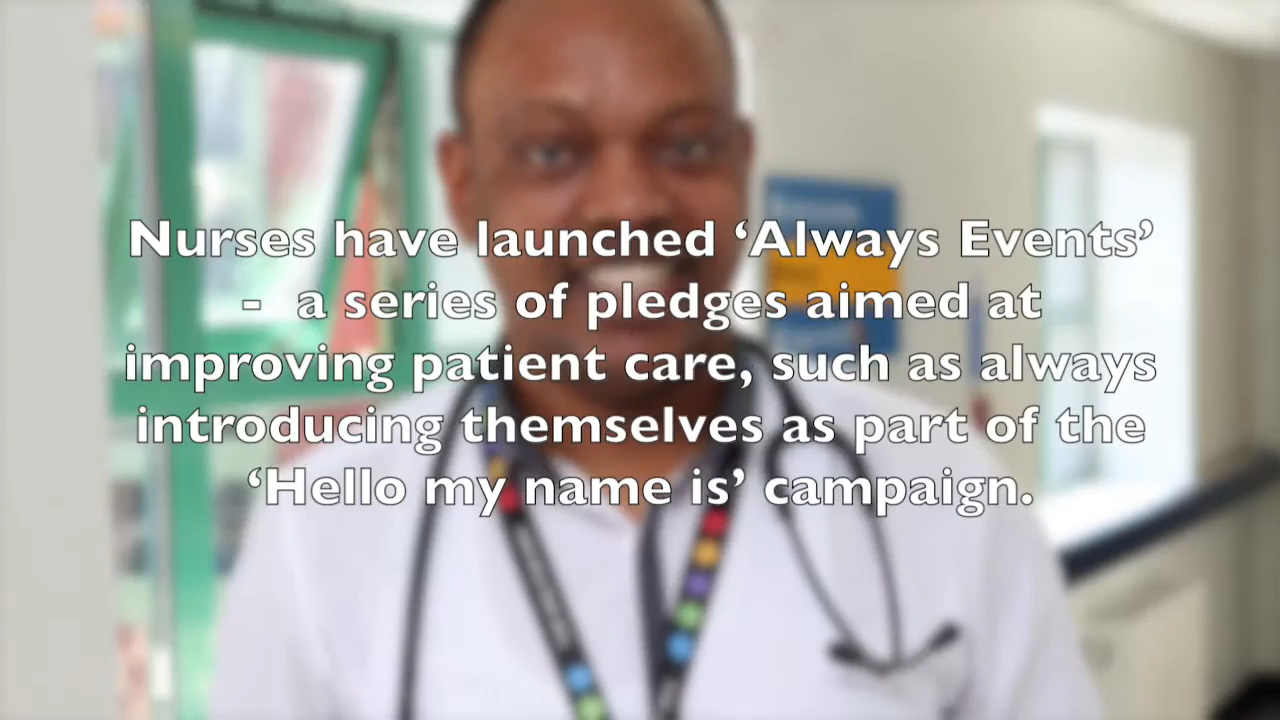 Nurses have launched ‘Always Events’
- a series of pledges aimed at
improving patient care, such as always
introducing themselves as part of the
‘Hello my name is’ campaign.